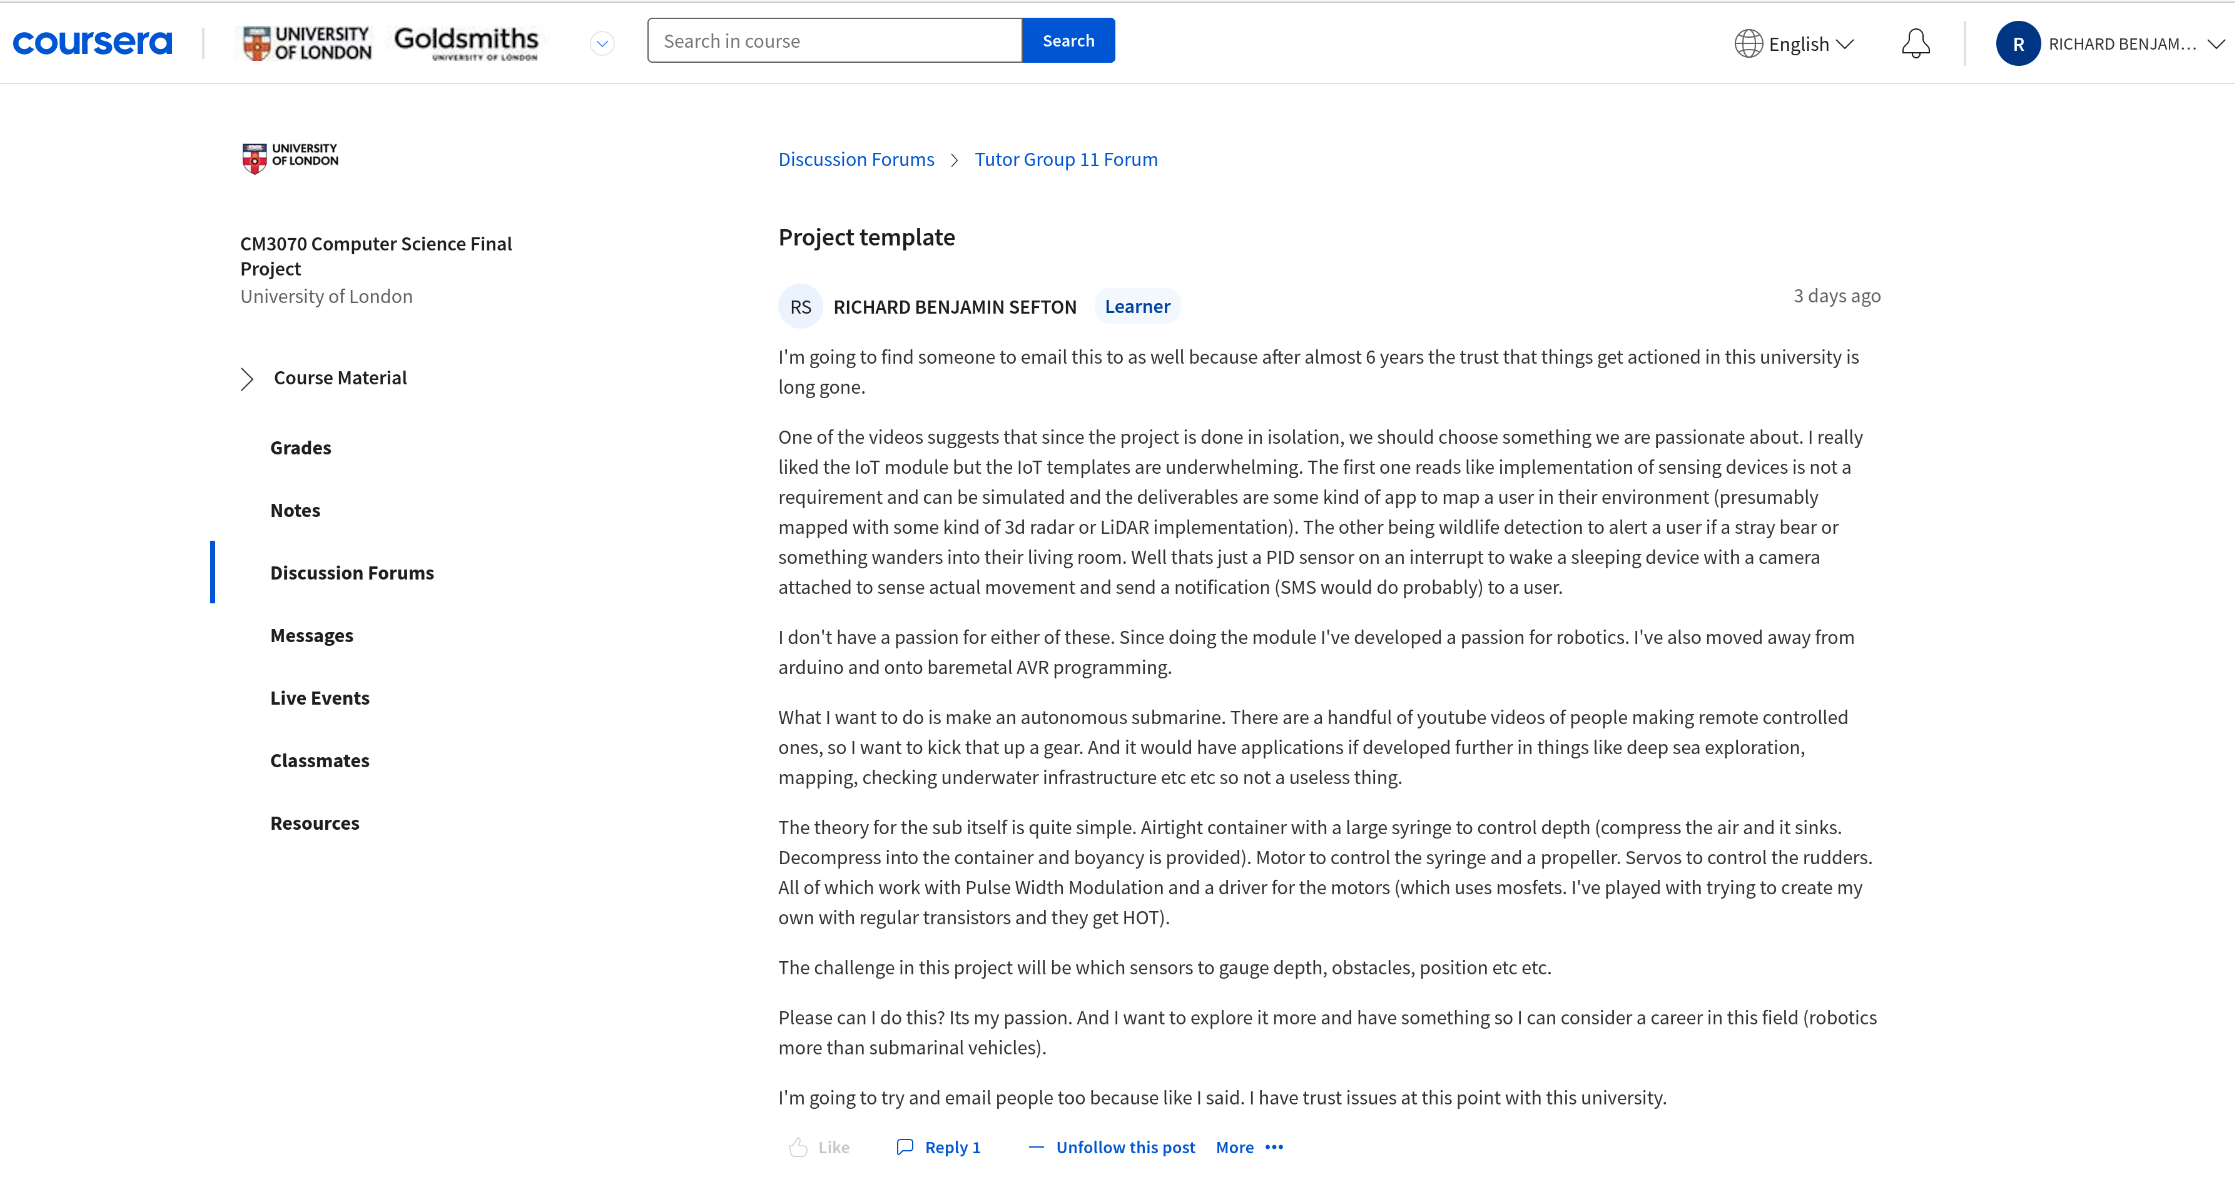 coursera
UNIVERSITY
OF LONDON
Goldsmiths
UNIVERSITY OF LONDON
Search in course
Search
English
R
RICHARD BENJAM...
UNIVERSITY
OF LONDON
CM3070 Computer Science Final
Project
University of London
Course Material
Grades
Notes
Discussion Forums
Messages
Live Events
Classmates
Resources
Discussion Forums > Tutor Group 11 Forum
Project template
RS RICHARD BENJAMIN SEFTON Learner
3 days ago
I'm going to find someone to email this to as well because after almost 6 years the trust that things get actioned in this university is
long gone.
One of the videos suggests that since the project is done in isolation, we should choose something we are passionate about. I really
liked the IoT module but the IoT templates are underwhelming. The first one reads like implementation of sensing devices is not a
requirement and can be simulated and the deliverables are some kind of app to map a user in their environment (presumably
mapped with some kind of 3d radar or LiDAR implementation). The other being wildlife detection to alert a user if a stray bear or
something wanders into their living room. Well thats just a PID sensor on an interrupt to wake a sleeping device with a camera
attached to sense actual movement and send a notification (SMS would do probably) to a user.
I don't have a passion for either of these. Since doing the module I've developed a passion for robotics. I've also moved away from
arduino and onto baremetal AVR programming.
What I want to do is make an autonomous submarine. There are a handful of youtube videos of people making remote controlled
ones, so I want to kick that up a gear. And it would have applications if developed further in things like deep sea exploration,
mapping, checking underwater infrastructure etc etc so not a useless thing.
The theory for the sub itself is quite simple. Airtight container with a large syringe to control depth (compress the air and it sinks.
Decompress into the container and boyancy is provided). Motor to control the syringe and a propeller. Servos to control the rudders.
All of which work with Pulse Width Modulation and a driver for the motors (which uses mosfets. I've played with trying to create my
own with regular transistors and they get HOT).
The challenge in this project will be which sensors to gauge depth, obstacles, position etc etc.
Please can I do this? Its my passion. And I want to explore it more and have something so I can consider a career in this field (robotics
more than submarinal vehicles).
I'm going to try and email people too because like I said. I have trust issues at this point with this university.
Like
Reply 1
Unfollow this post
More